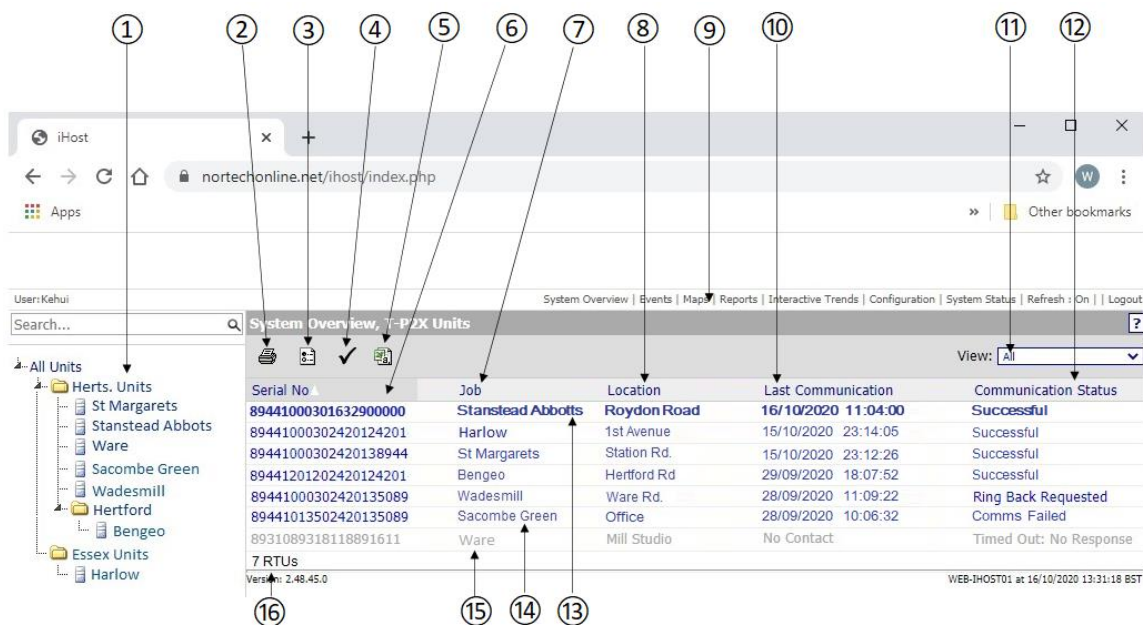 ① ② ③ ④ ⑤ ⑥ ⑦ ⑧ ⑨ ⑩ ⑪ ⑫
iHost
nortechonline.net/ihost/index.php W
Apps » Other bookmarks
User:Kehui System Overview | Events | Maps | Reports | Interactive Trends | Configuration | System Status | Refresh : On | | Logout
Search... System Overview, T-P2X Units ?
View: All
All Units
Herts. Units
St Margarets
Stanstead Abbots
Ware
Sacombe Green
Wadesmill
Hertford
Bengeo
Essex Units
Harlow
Serial No Job Location Last Communication Communication Status
89441000301632900000 Stanstead Abbotts Roydon Road 16/10/2020 11:04:00 Successful
89441000302420124201 Harlow 1st Avenue 15/10/2020 23:14:05 Successful
89441000302420138944 St Margarets Station Rd. 15/10/2020 23:12:26 Successful
89441201202420124201 Bengeo Hertford Rd 29/09/2020 18:07:52 Successful
89441000302420135089 Wadesmill Ware Rd. 28/09/2020 11:09:22 Ring Back Requested
89441013502420135089 Sacombe Green Office 28/09/2020 10:06:32 Comms Failed
8931089318118891611 Ware Mill Studio No Contact Timed Out: No Response
7 RTUs
Version: 2.48.45.0 WEB-IHOST01 at 16/10/2020 13:31:18 BST
⑯ ⑮ ⑭ ⑬